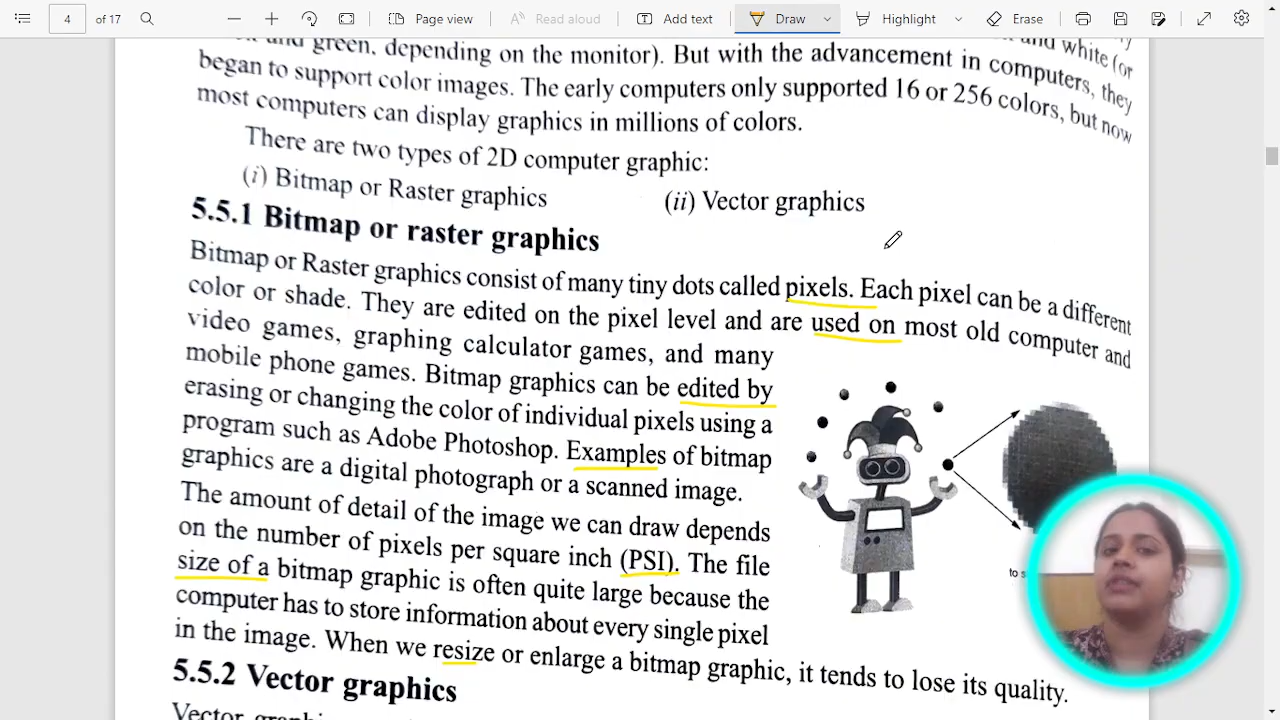 4 of 17
Page view
Read aloud
Add text
Draw
Highlight
Erase
and green, depending on the monitor). But with the advancement in computers, they
and white (or
began to support color images. The early computers only supported 16 or 256 colors, but now
most computers can display graphics in millions of colors.
There are two types of 2D computer graphic:
(i) Bitmap or Raster graphics (ii) Vector graphics
5.5.1 Bitmap or raster graphics
Bitmap or Raster graphics consist of many tiny dots called pixels. Each pixel can be a different
color or shade. They are edited on the pixel level and are used on most old computer and
video games, graphing calculator games, and many
mobile phone games. Bitmap graphics can be edited by
erasing or changing the color of individual pixels using a
program such as Adobe Photoshop. Examples of bitmap
graphics are a digital photograph or a scanned image.
The amount of detail of the image we can draw depends
on the number of pixels per square inch (PSI). The file
size of a bitmap graphic is often quite large because the
computer has to store information about every single pixel
in the image. When we resize or enlarge a bitmap graphic, it tends to lose its quality.
to
5.5.2 Vector graphics
Vector